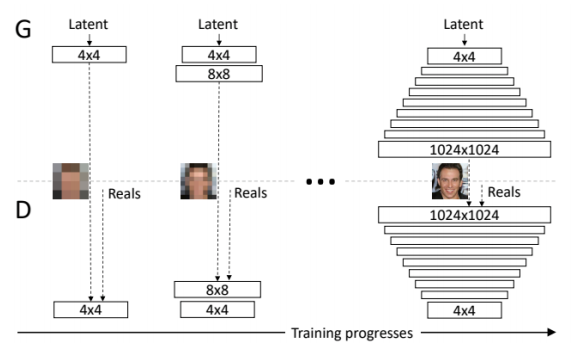 G
Latent
Latent
Latent
4x4
4x4
4x4
8x8
1024x1024
Reals
Reals
Reals
D
1024x1024
8x8
4x4
4x4
4x4
Training progresses